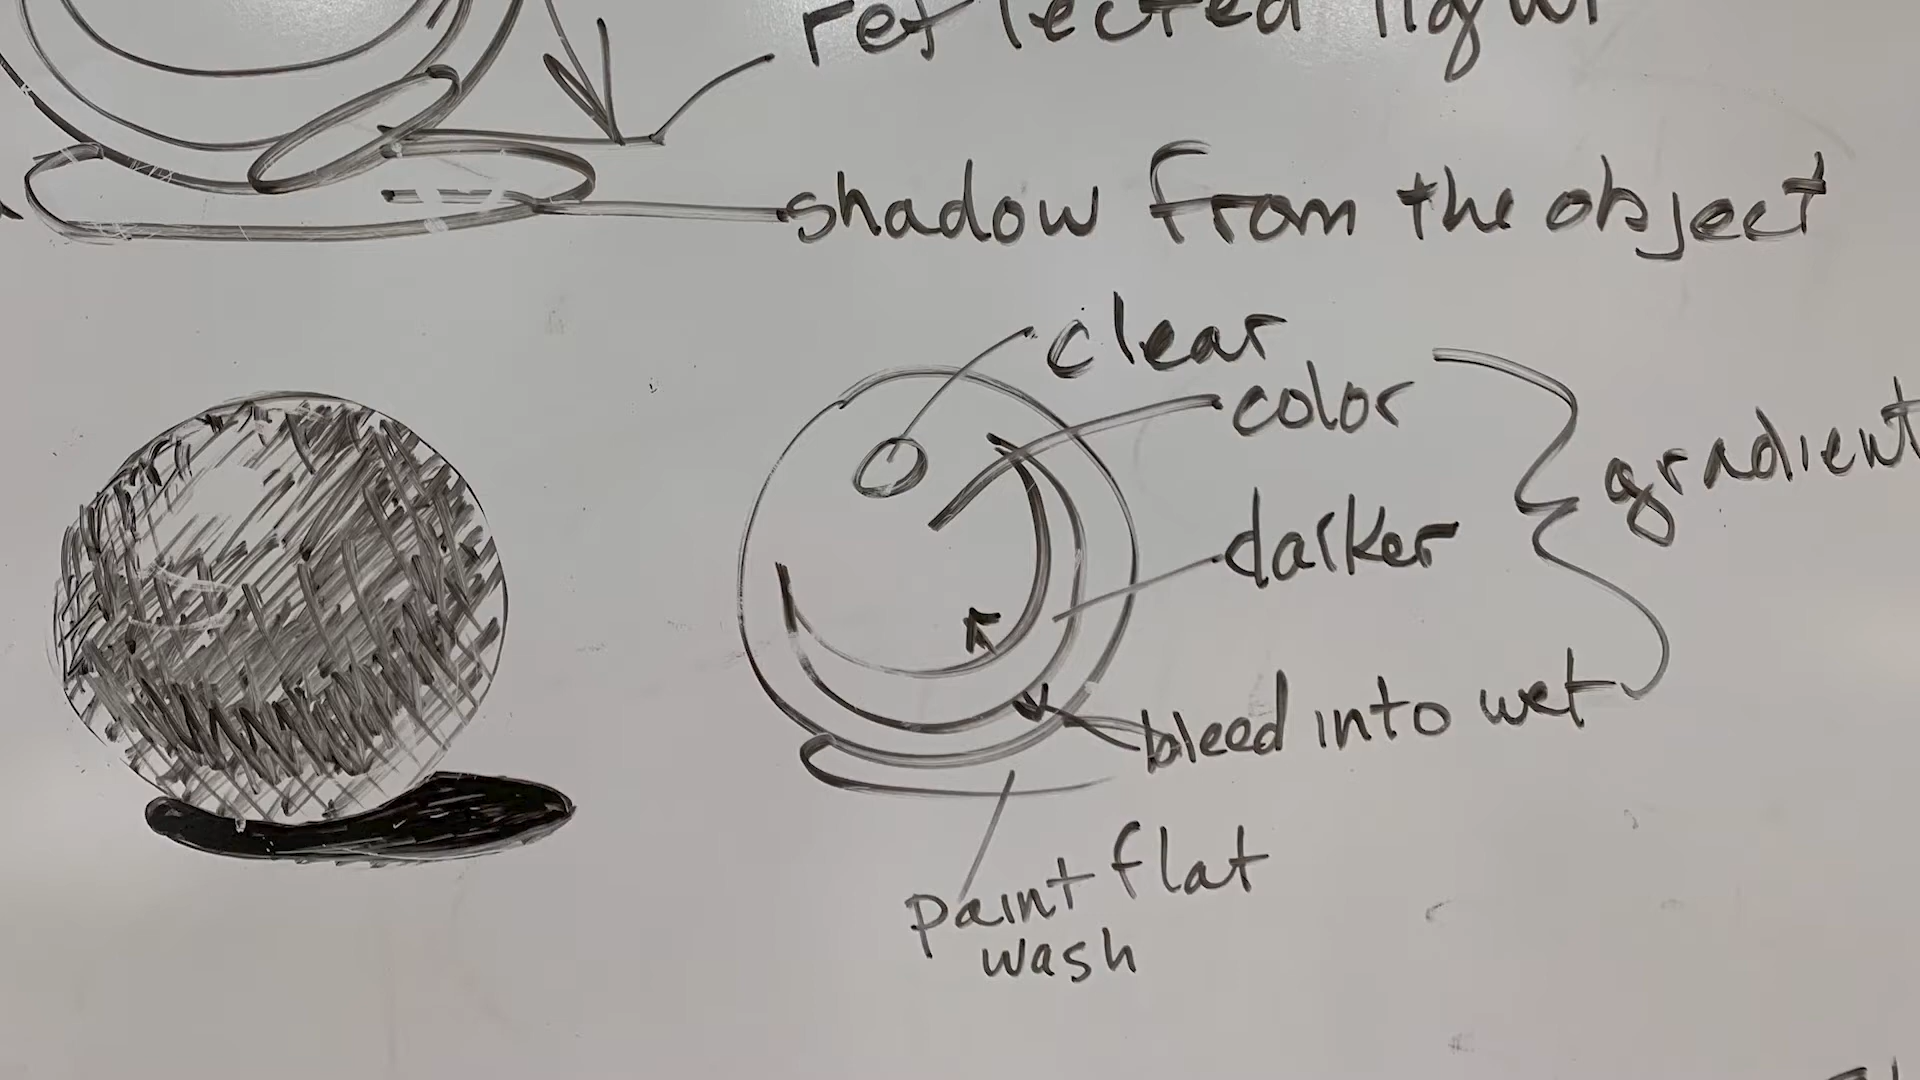 reflected light
shadow from the object
clear
color
gradient
darker
bleed into wet
paint flat
wash